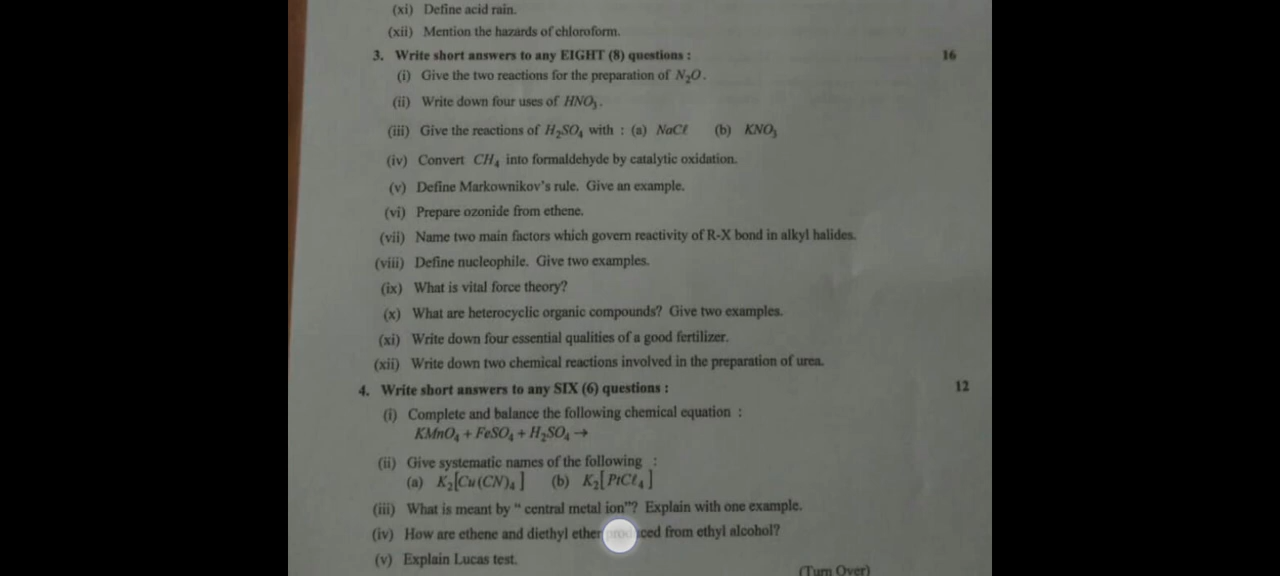 (xi) Define acid rain.
(xii) Mention the hazards of chloroform.
3. Write short answers to any EIGHT (8) questions : 16
(i) Give the two reactions for the preparation of N₂O.
(ii) Write down four uses of HNO₃.
(iii) Give the reactions of H₂SO₄ with : (a) NaCℓ (b) KNO₃
(iv) Convert CH₄ into formaldehyde by catalytic oxidation.
(v) Define Markownikov's rule. Give an example.
(vi) Prepare ozonide from ethene.
(vii) Name two main factors which govern reactivity of R-X bond in alkyl halides.
(viii) Define nucleophile. Give two examples.
(ix) What is vital force theory?
(x) What are heterocyclic organic compounds? Give two examples.
(xi) Write down four essential qualities of a good fertilizer.
(xii) Write down two chemical reactions involved in the preparation of urea.
4. Write short answers to any SIX (6) questions : 12
(i) Complete and balance the following chemical equation :
KMnO₄ + FeSO₄ + H₂SO₄ →
(ii) Give systematic names of the following :
(a) K₂[Cu(CN)₄] (b) K₂[PtCℓ₄]
(iii) What is meant by " central metal ion"? Explain with one example.
(iv) How are ethene and diethyl ether produced from ethyl alcohol?
(v) Explain Lucas test.
(Turn Over)